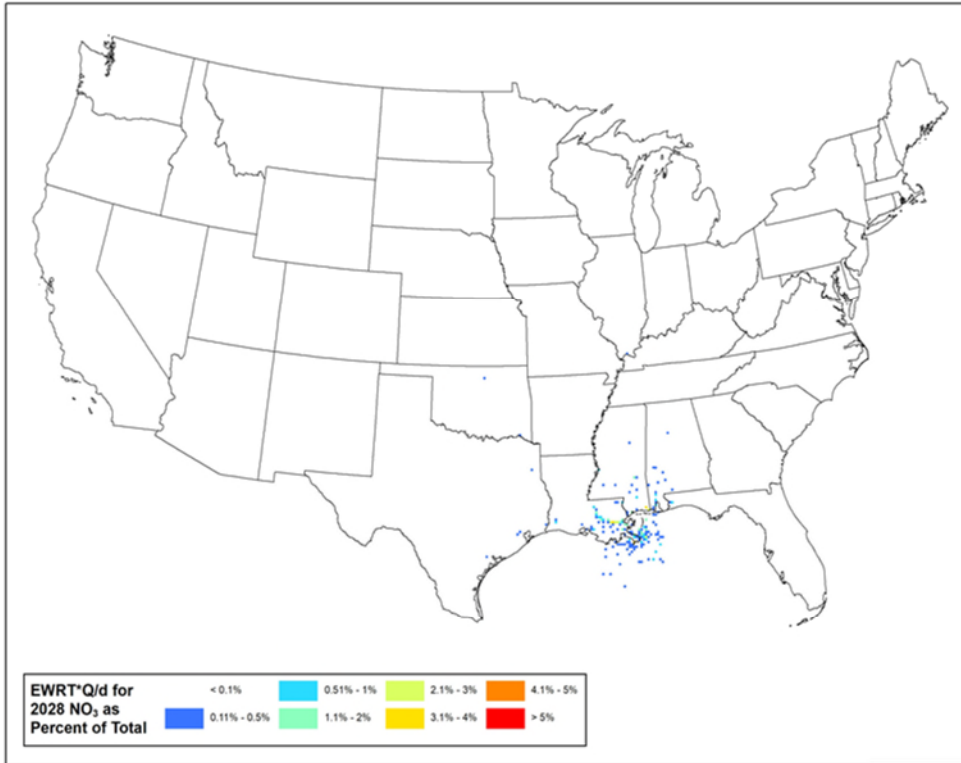 EWRT*Q/d for
2028 NO₃ as
Percent of Total
< 0.1%
0.51% - 1%
2.1% - 3%
4.1% - 5%
0.11% - 0.5%
1.1% - 2%
3.1% - 4%
> 5%